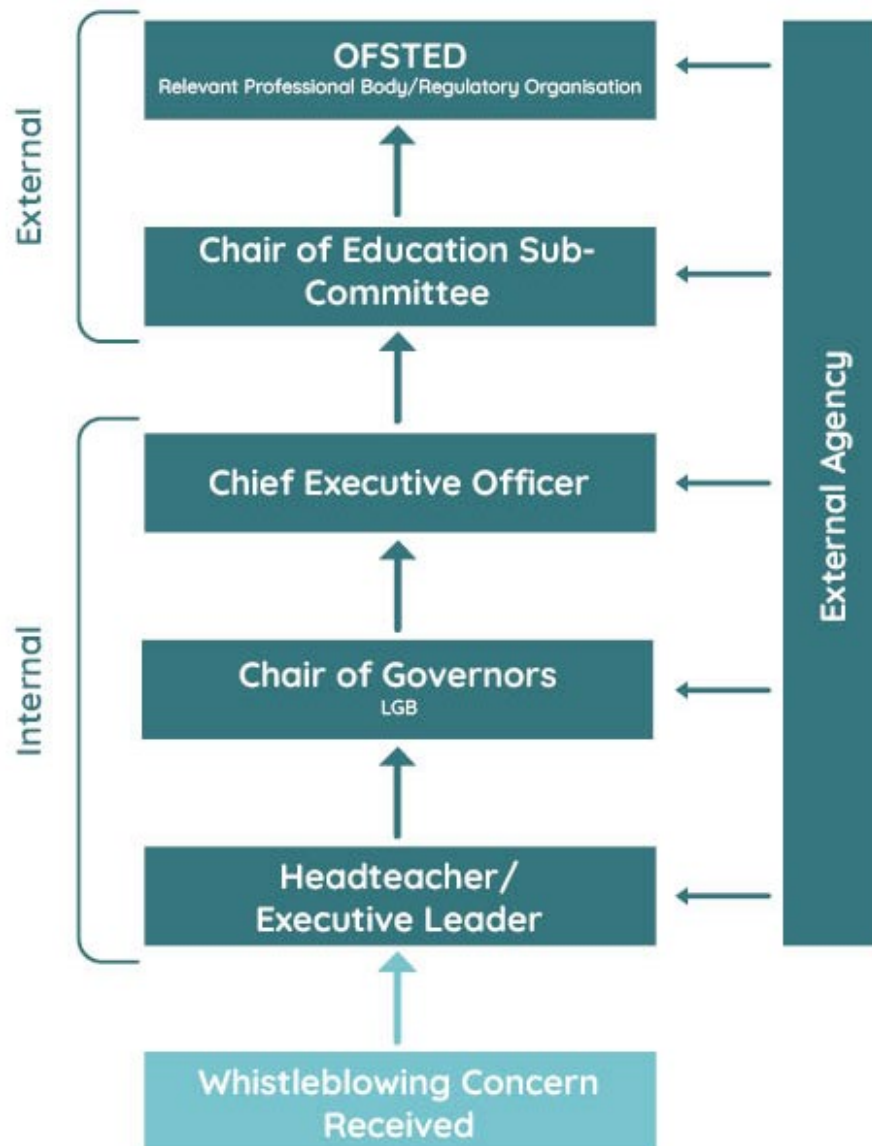 External
OFSTED
Relevant Professional Body/Regulatory Organisation
Chair of Education Sub-
Committee
Internal
Chief Executive Officer
Chair of Governors
LGB
Headteacher/
Executive Leader
Whistleblowing Concern
Received
External Agency